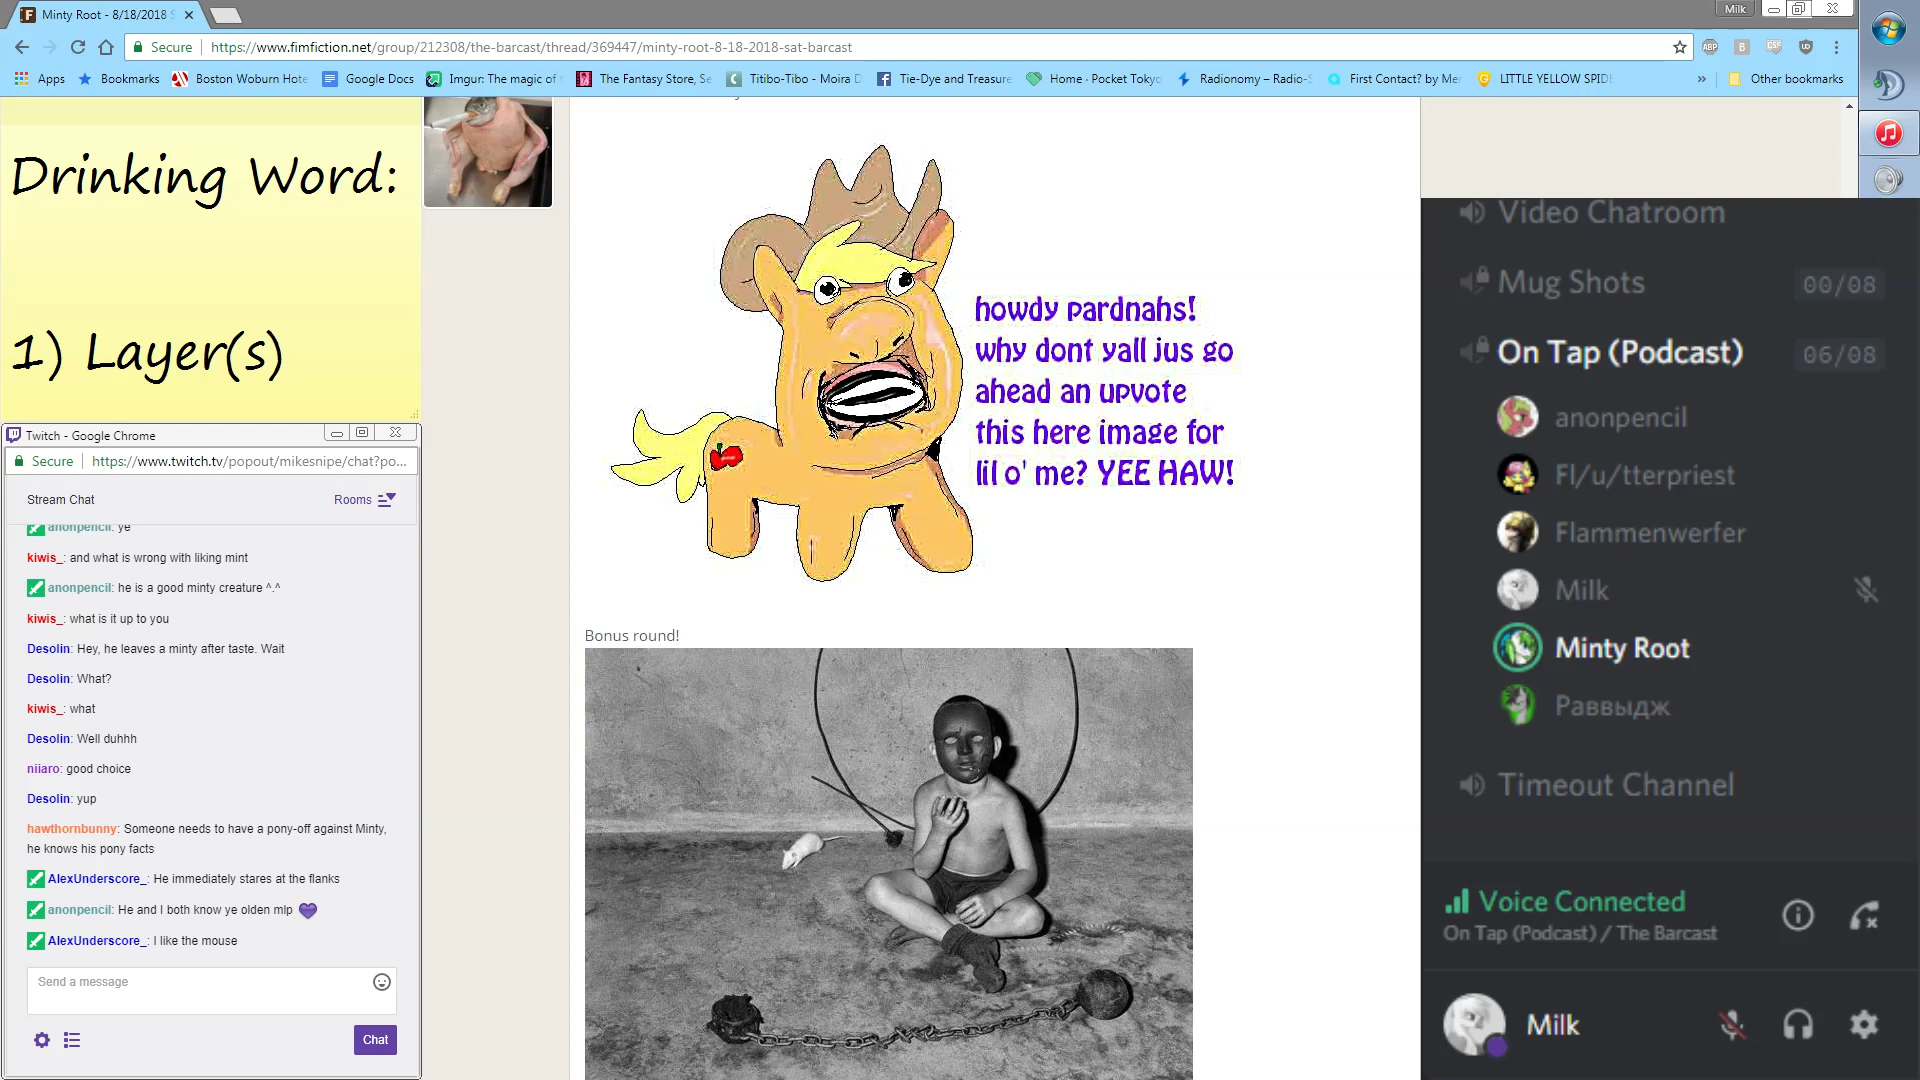 Minty Root - 8/18/2018 S
Milk
Secure
https://www.fimfiction.net/group/212308/the-barcast/thread/369447/minty-root-8-18-2018-sat-barcast
ABP
Apps
Bookmarks
Boston Woburn Hote
Google Docs
Imgur: The magic of
The Fantasy Store, Se
Titibo-Tibo - Moira D
Tie-Dye and Treasure
Home · Pocket Tokyo
Radionomy – Radio-S
First Contact? by Mer
LITTLE YELLOW SPID
»
Other bookmarks
Drinking Word:
1) Layer(s)
Twitch - Google Chrome
Secure
https://www.twitch.tv/popout/mikesnipe/chat?po...
Stream Chat
Rooms
anonpencil: ye
kiwis_: and what is wrong with liking mint
anonpencil: he is a good minty creature ^.^
kiwis_: what is it up to you
Desolin: Hey, he leaves a minty after taste. Wait
Desolin: What?
kiwis_: what
Desolin: Well duhhh
niiaro: good choice
Desolin: yup
hawthornbunny: Someone needs to have a pony-off against Minty,
he knows his pony facts
AlexUnderscore_: He immediately stares at the flanks
anonpencil: He and I both know ye olden mlp
AlexUnderscore_: I like the mouse
Send a message
Chat
howdy pardnahs!
why dont yall jus go
ahead an upvote
this here image for
lil o' me? YEE HAW!
Bonus round!
Video Chatroom
Mug Shots
00/08
On Tap (Podcast)
06/08
anonpencil
Fl/u/tterpriest
Flammenwerfer
Milk
Minty Root
Раввыдж
Timeout Channel
Voice Connected
On Tap (Podcast) / The Barcast
Milk